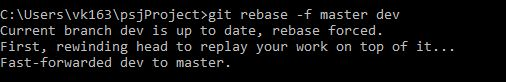 C:\Users\vk163\psjProject>git rebase -f master dev
Current branch dev is up to date, rebase forced.
First, rewinding head to replay your work on top of it...
Fast-forwarded dev to master.